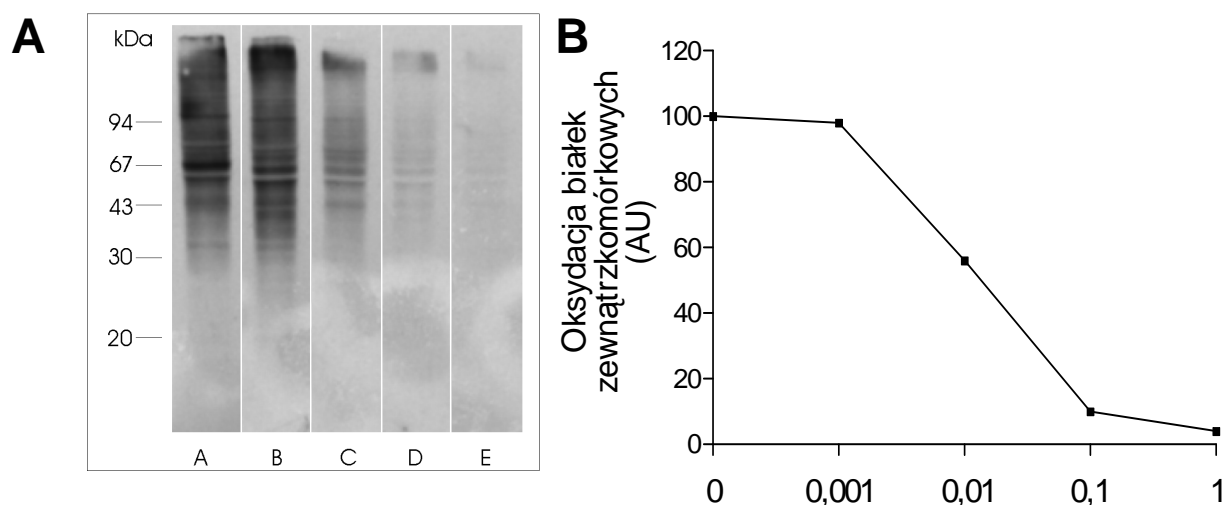 A
kDa
94
67
43
30
20
A B C D E
B
Oksydacja białek
zewnątrzkomórkowych
(AU)
120
100
80
60
40
20
0
0 0,001 0,01 0,1 1